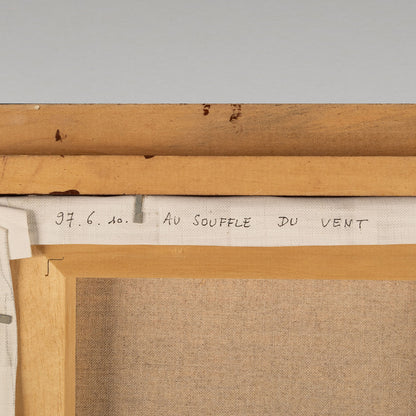 97.6.10. AU SOUFFLE DU VENT